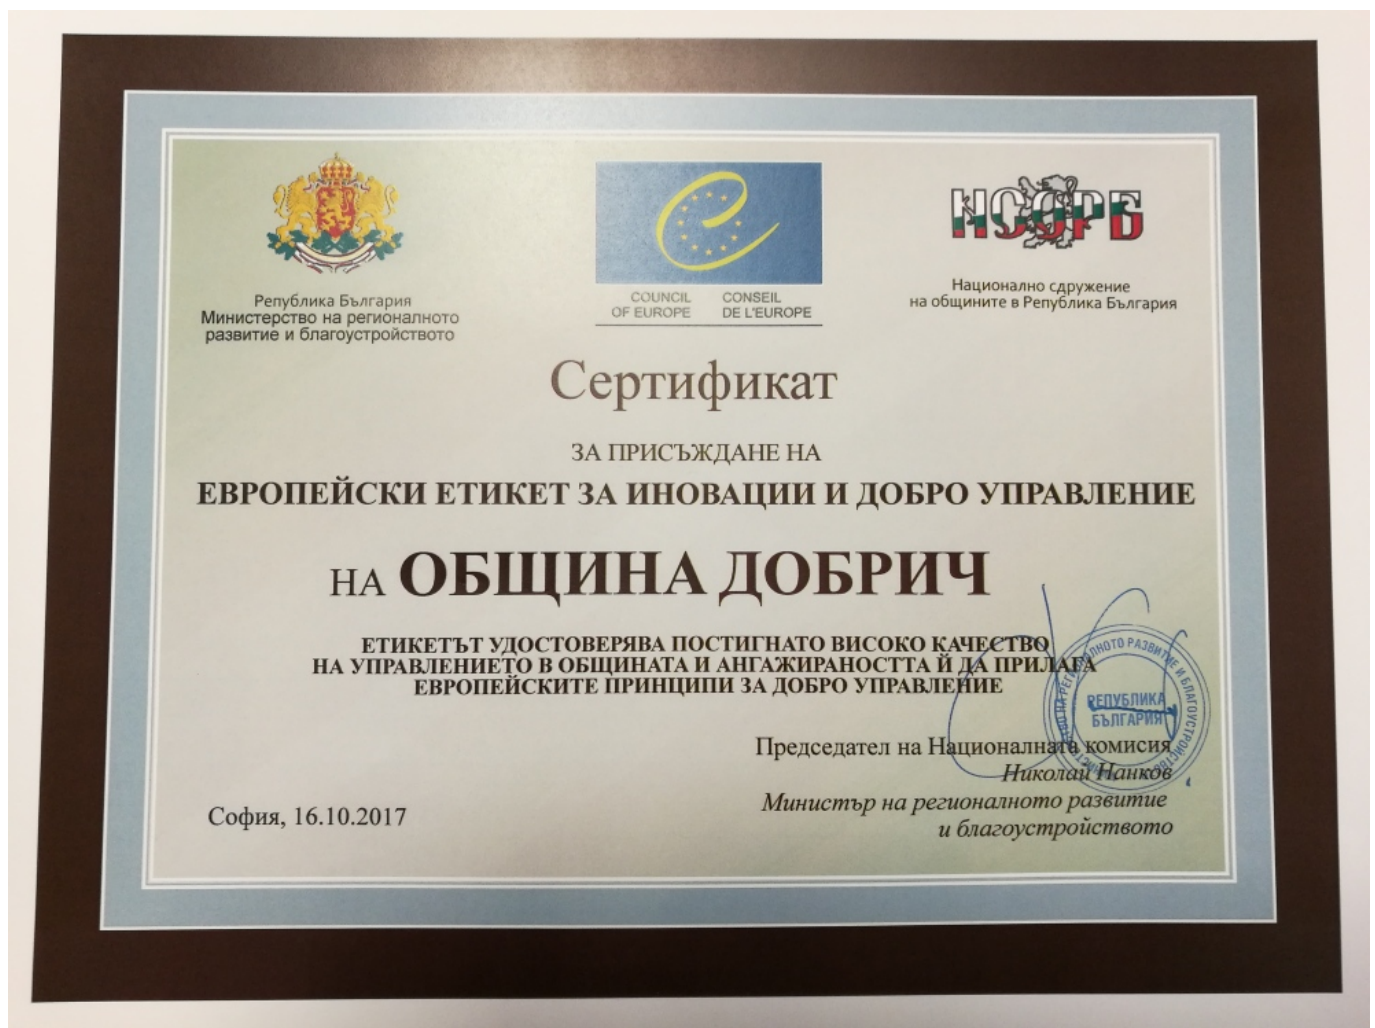 НСОРБ
Република България
Министерство на регионалното
развитие и благоустройството
COUNCIL OF EUROPE
CONSEIL DE L'EUROPE
Национално сдружение
на общините в Република България
Сертификат
ЗА ПРИСЪЖДАНЕ НА
ЕВРОПЕЙСКИ ЕТИКЕТ ЗА ИНОВАЦИИ И ДОБРО УПРАВЛЕНИЕ
НА ОБЩИНА ДОБРИЧ
ЕТИКЕТЪТ УДОСТОВЕРЯВА ПОСТИГНАТО ВИСОКО КАЧЕСТВО
НА УПРАВЛЕНИЕТО В ОБЩИНАТА И АНГАЖИРАНОСТТА Й ДА ПРИЛАГА
ЕВРОПЕЙСКИТЕ ПРИНЦИПИ ЗА ДОБРО УПРАВЛЕНИЕ
РЕПУБЛИКА
БЪЛГАРИЯ
РАЗВИТИЕ И БЛАГОУСТРОЙСТВО
Председател на Националната комисия
Николай Нанков
Министър на регионалното развитие
и благоустройството
София, 16.10.2017